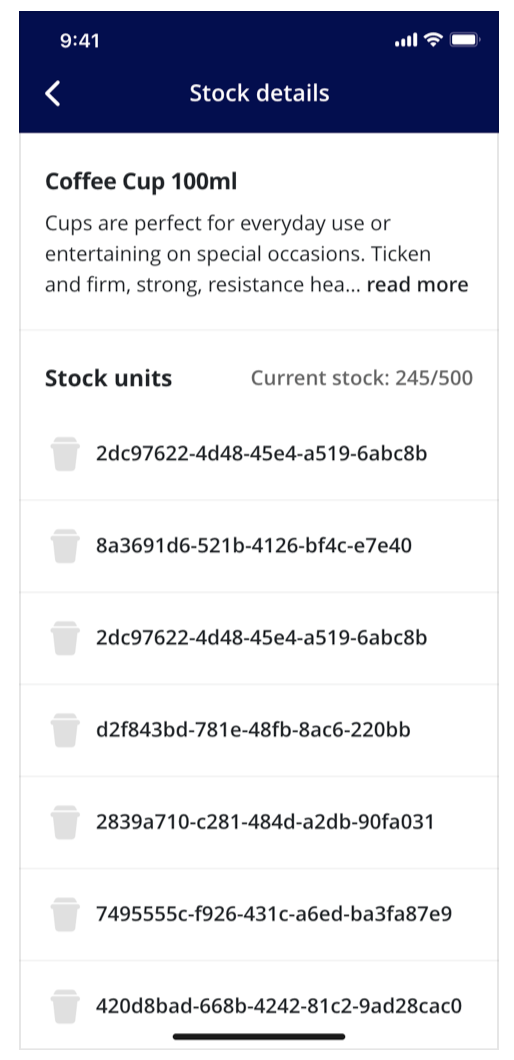 9:41
Stock details
Coffee Cup 100ml
Cups are perfect for everyday use or
entertaining on special occasions. Ticken
and firm, strong, resistance hea... read more
Stock units Current stock: 245/500
2dc97622-4d48-45e4-a519-6abc8b
8a3691d6-521b-4126-bf4c-e7e40
2dc97622-4d48-45e4-a519-6abc8b
d2f843bd-781e-48fb-8ac6-220bb
2839a710-c281-484d-a2db-90fa031
7495555c-f926-431c-a6ed-ba3fa87e9
420d8bad-668b-4242-81c2-9ad28cac0